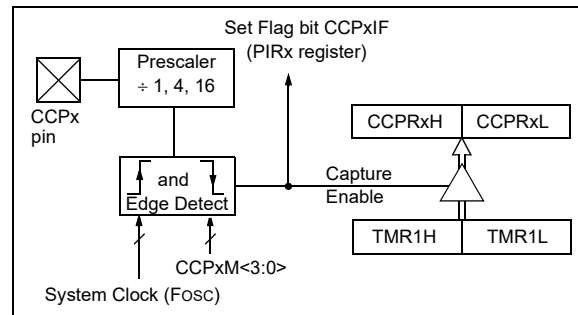 Set Flag bit CCPxIF
(PIRx register)
Prescaler
÷ 1, 4, 16
CCPx
pin
CCPRxH CCPRxL
and
Edge Detect
Capture
Enable
TMR1H TMR1L
CCPxM<3:0>
System Clock (FOSC)